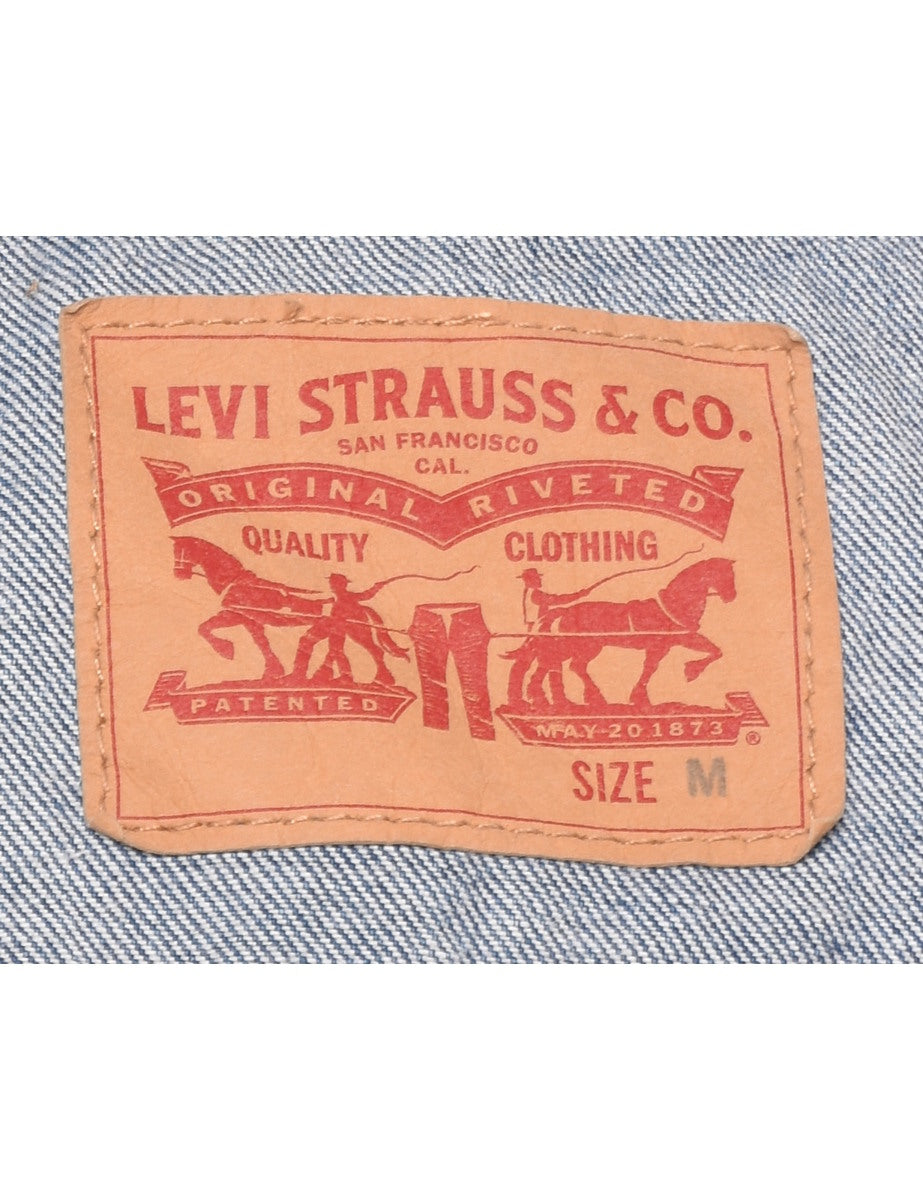 LEVI STRAUSS & CO.
SAN FRANCISCO
CAL.
ORIGINAL RIVETED
QUALITY CLOTHING
PATENTED
MAY 20 1873 ®
SIZE M